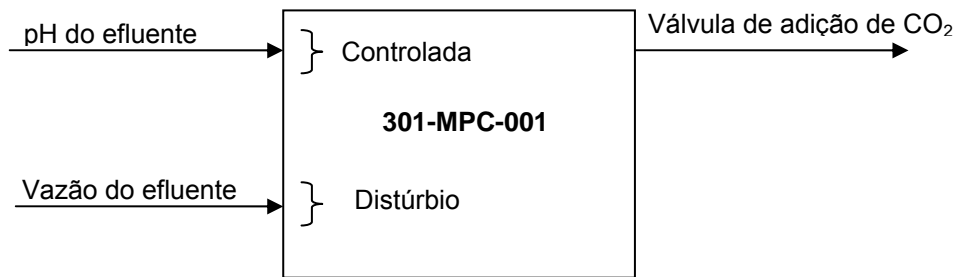 pH do efluente
Válvula de adição de CO₂
Controlada
301-MPC-001
Vazão do efluente
Distúrbio